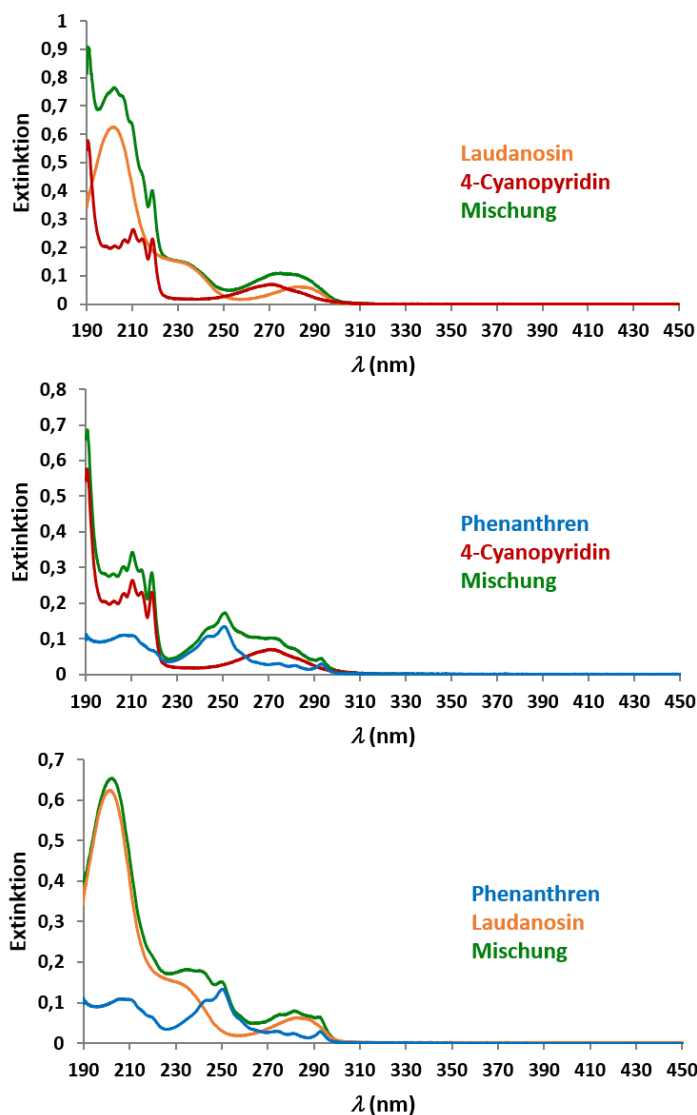 Extinktion
1
0,9
0,8
0,7
0,6
0,5
0,4
0,3
0,2
0,1
0
Laudanosin
4-Cyanopyridin
Mischung
190 210 230 250 270 290 310 330 350 370 390 410 430 450
λ (nm)
Extinktion
0,8
0,7
0,6
0,5
0,4
0,3
0,2
0,1
0
Phenanthren
4-Cyanopyridin
Mischung
190 210 230 250 270 290 310 330 350 370 390 410 430 450
λ (nm)
Extinktion
0,7
0,6
0,5
0,4
0,3
0,2
0,1
0
Phenanthren
Laudanosin
Mischung
190 210 230 250 270 290 310 330 350 370 390 410 430 450
λ (nm)